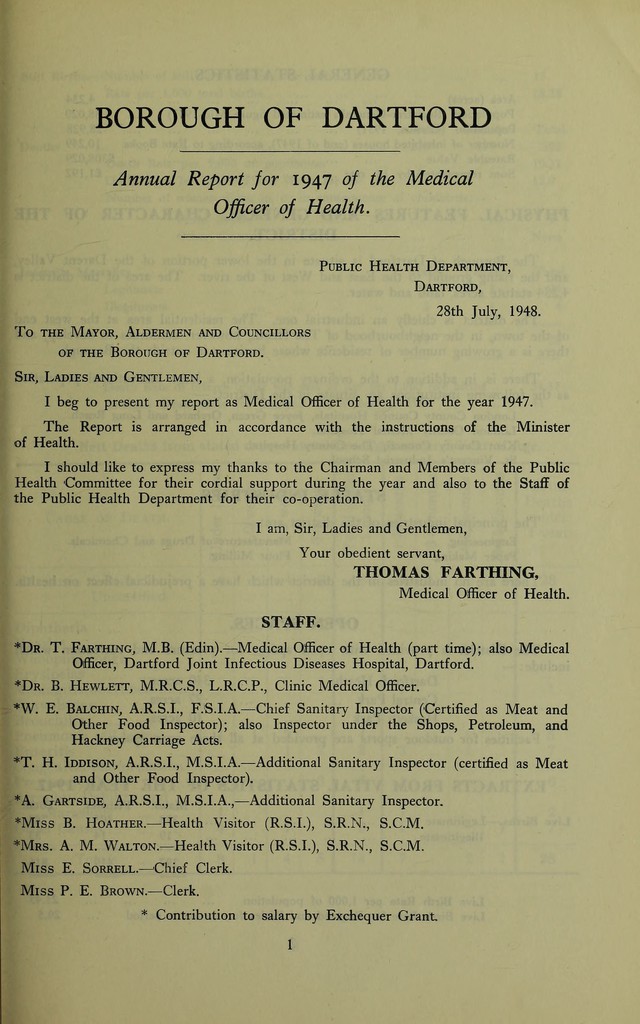 BOROUGH OF DARTFORD
Annual Report for 1947 of the Medical
Officer of Health.
Public Health Department,
Dartford,
28th July, 1948.
To the Mayor, Aldermen and Councillors
of the Borough of Dartford.
Sir, Ladies and Gentlemen,
I beg to present my report as Medical Officer of Health for the year 1947.
The Report is arranged in accordance with the instructions of the Minister
of Health.
I should like to express my thanks to the Chairman and Members of the Public
Health Committee for their cordial support during the year and also to the Staff of
the Public Health Department for their co-operation.
I am, Sir, Ladies and Gentlemen,
Your obedient servant,
THOMAS FARTHING,
Medical Officer of Health.
STAFF.
*Dr. T. Farthing, M.B. (Edin).—Medical Officer of Health (part time); also Medical
Officer, Dartford Joint Infectious Diseases Hospital, Dartford.
*Dr. B. Hewlett, M.R.C.S., L.R.C.P., Clinic Medical Officer.
*W. E. Balchin, A.R.S.I., F.S.I.A.—Chief Sanitary Inspector (Certified as Meat and
Other Food Inspector); also Inspector under the Shops, Petroleum, and
Hackney Carriage Acts.
*T. H. Iddison, A.R.S.I., M.S.I.A.—Additional Sanitary Inspector (certified as Meat
and Other Food Inspector).
*A. Gartside, A.R.S.I., M.S.I.A.,—Additional Sanitary Inspector.
*Miss B. Hoather.—Health Visitor (R.S.I.), S.R.N., S.C.M.
*Mrs. A. M. Walton.—Health Visitor (R.S.I.), S.R.N., S.C.M.
Miss E. Sorrell.—Chief Clerk.
Miss P. E. Brown.—Clerk.
* Contribution to salary by Exchequer Grant.
1